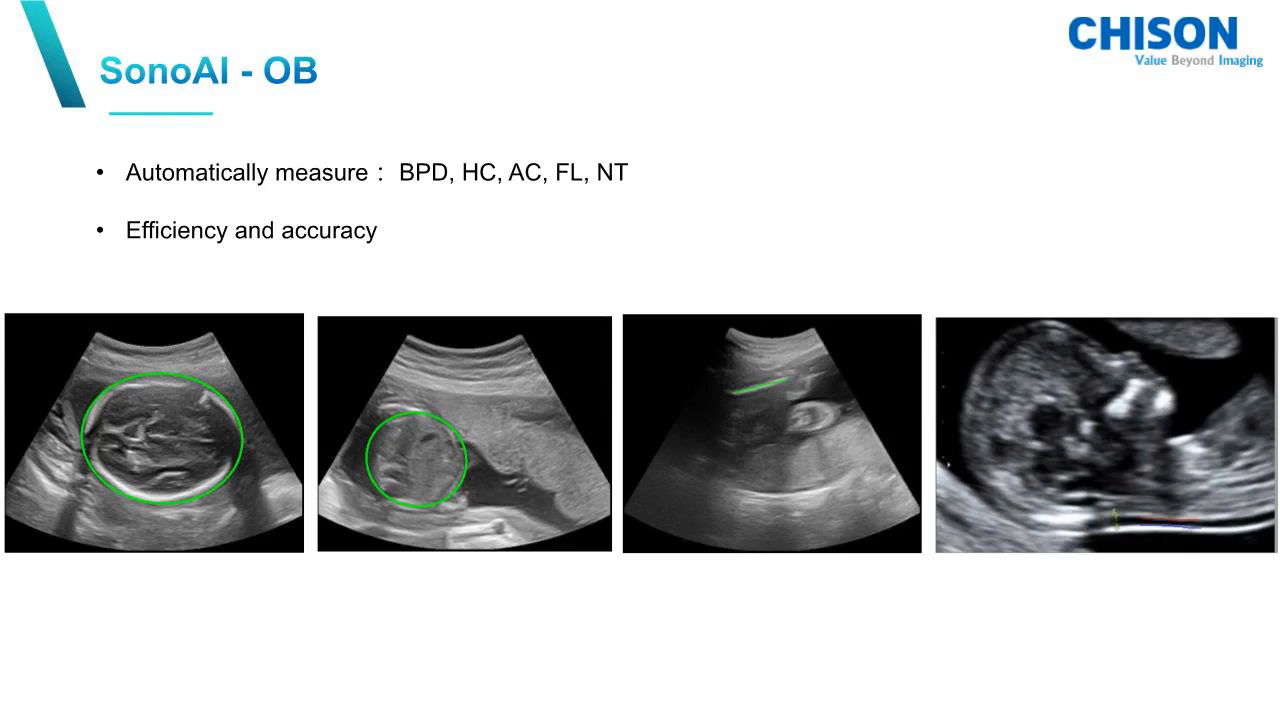 CHISON
Value Beyond Imaging
SonoAI - OB
• Automatically measure： BPD, HC, AC, FL, NT
• Efficiency and accuracy